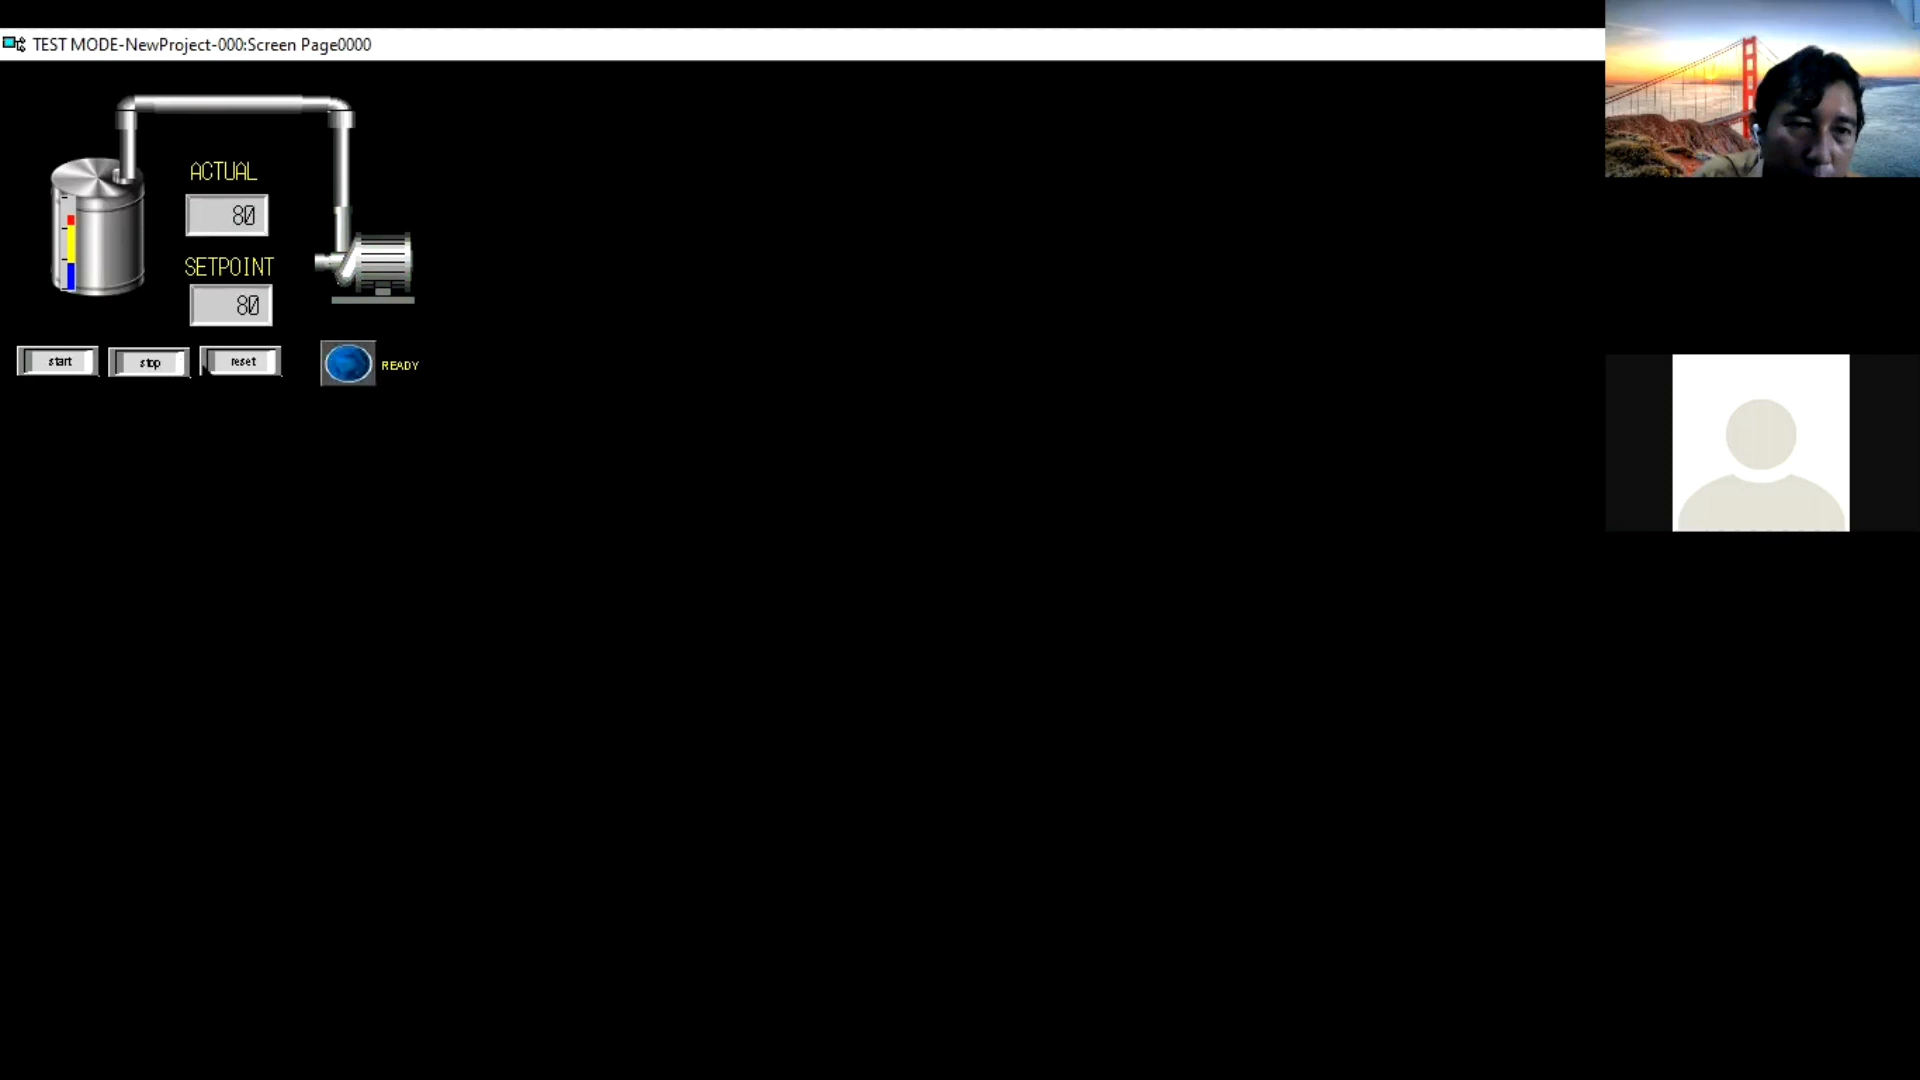 TEST MODE-NewProject-000:Screen Page0000
ACTUAL
80
SETPOINT
80
start
stop
reset
READY